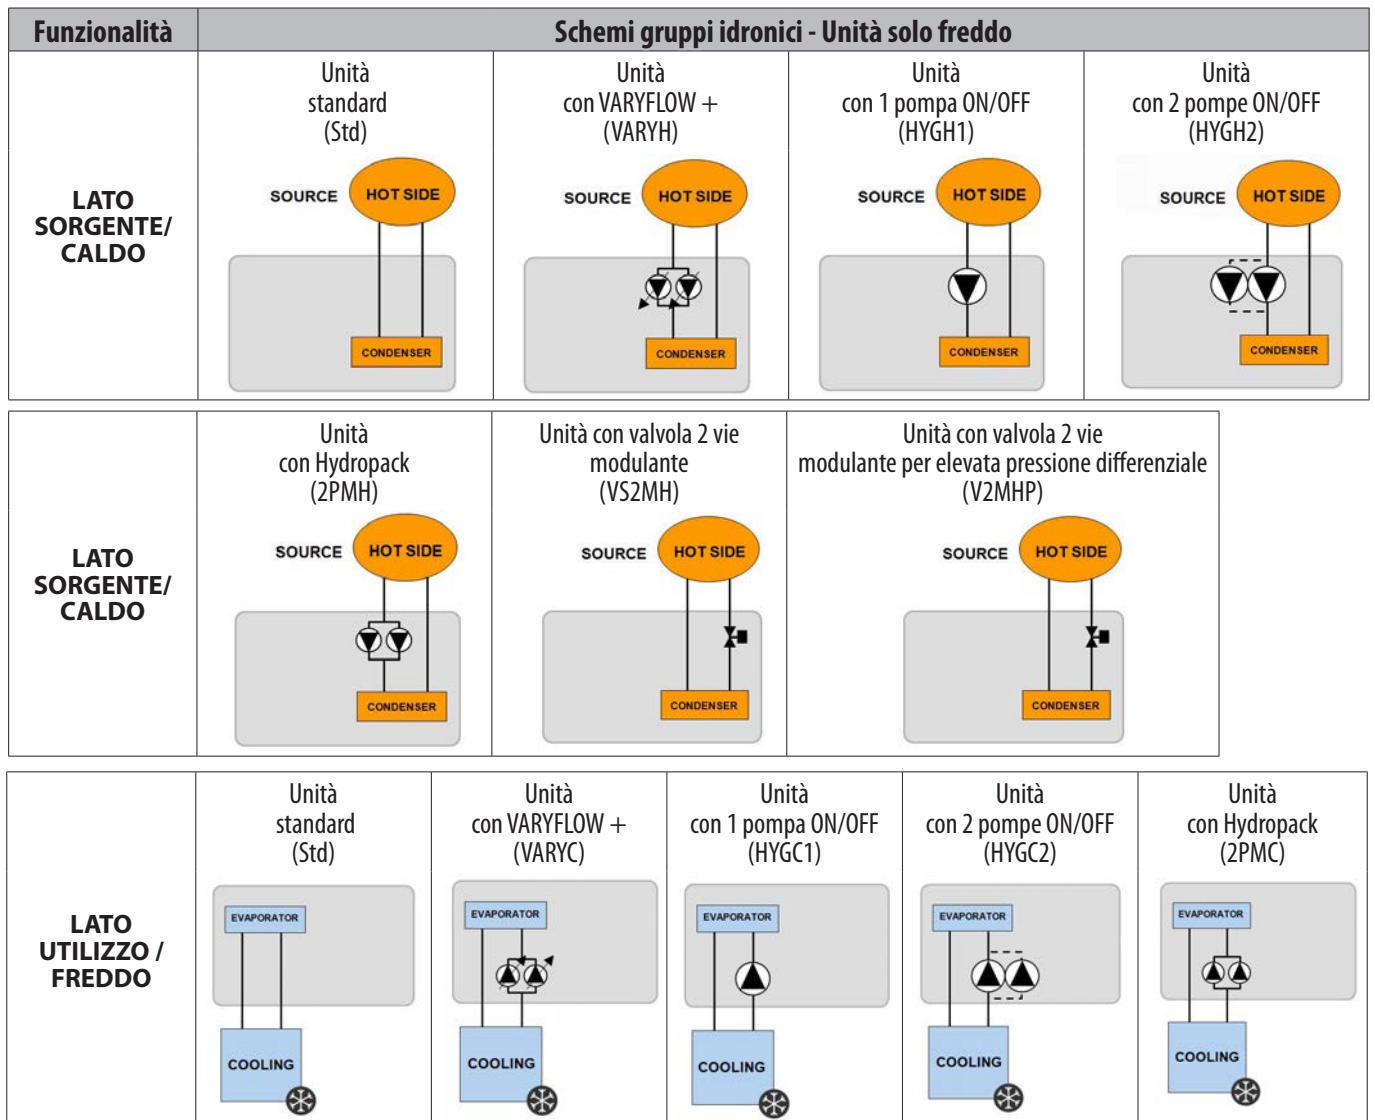 Funzionalità
Schemi gruppi idronici - Unità solo freddo
LATO
SORGENTE/
CALDO
Unità
standard
(Std)
SOURCE
HOT SIDE
CONDENSER
Unità
con VARYFLOW +
(VARYH)
SOURCE
HOT SIDE
CONDENSER
Unità
con 1 pompa ON/OFF
(HYGH1)
SOURCE
HOT SIDE
CONDENSER
Unità
con 2 pompe ON/OFF
(HYGH2)
SOURCE
HOT SIDE
CONDENSER
LATO
SORGENTE/
CALDO
Unità
con Hydropack
(2PMH)
SOURCE
HOT SIDE
CONDENSER
Unità con valvola 2 vie
modulante
(VS2MH)
SOURCE
HOT SIDE
CONDENSER
Unità con valvola 2 vie
modulante per elevata pressione differenziale
(V2MHP)
SOURCE
HOT SIDE
CONDENSER
LATO
UTILIZZO /
FREDDO
Unità
standard
(Std)
EVAPORATOR
COOLING
Unità
con VARYFLOW +
(VARYC)
EVAPORATOR
COOLING
Unità
con 1 pompa ON/OFF
(HYGC1)
EVAPORATOR
COOLING
Unità
con 2 pompe ON/OFF
(HYGC2)
EVAPORATOR
COOLING
Unità
con Hydropack
(2PMC)
EVAPORATOR
COOLING